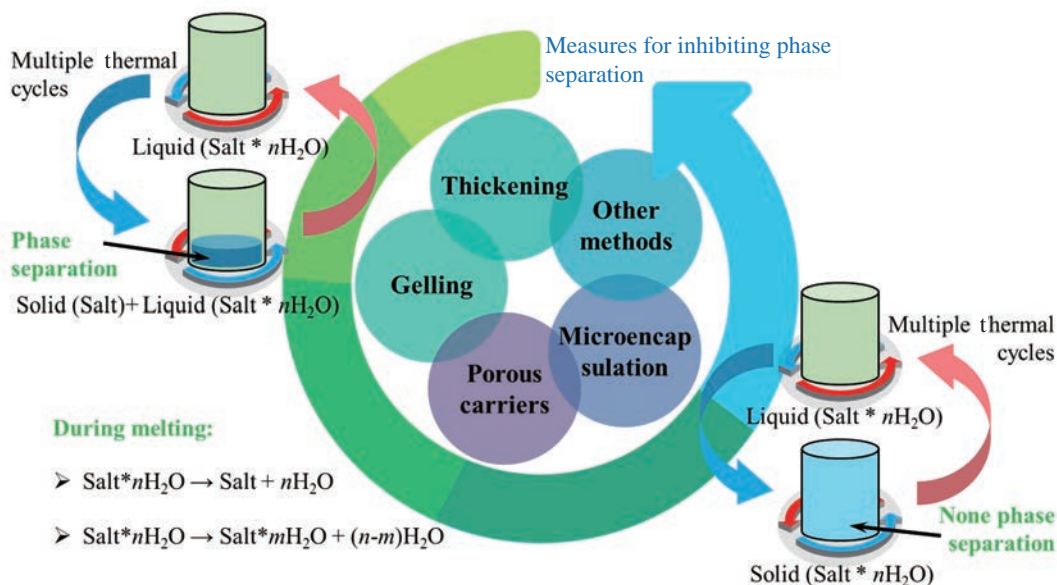 Measures for inhibiting phase
separation
Multiple thermal
cycles
Liquid (Salt * nH₂O)
Phase
separation
Solid (Salt)+ Liquid (Salt * nH₂O)
Thickening
Other
methods
Gelling
Microencap
sulation
Porous
carriers
Multiple thermal
cycles
Liquid (Salt * nH₂O)
None phase
separation
Solid (Salt * nH₂O)
During melting:
➢ Salt*nH₂O → Salt + nH₂O
➢ Salt*nH₂O → Salt*mH₂O + (n-m)H₂O